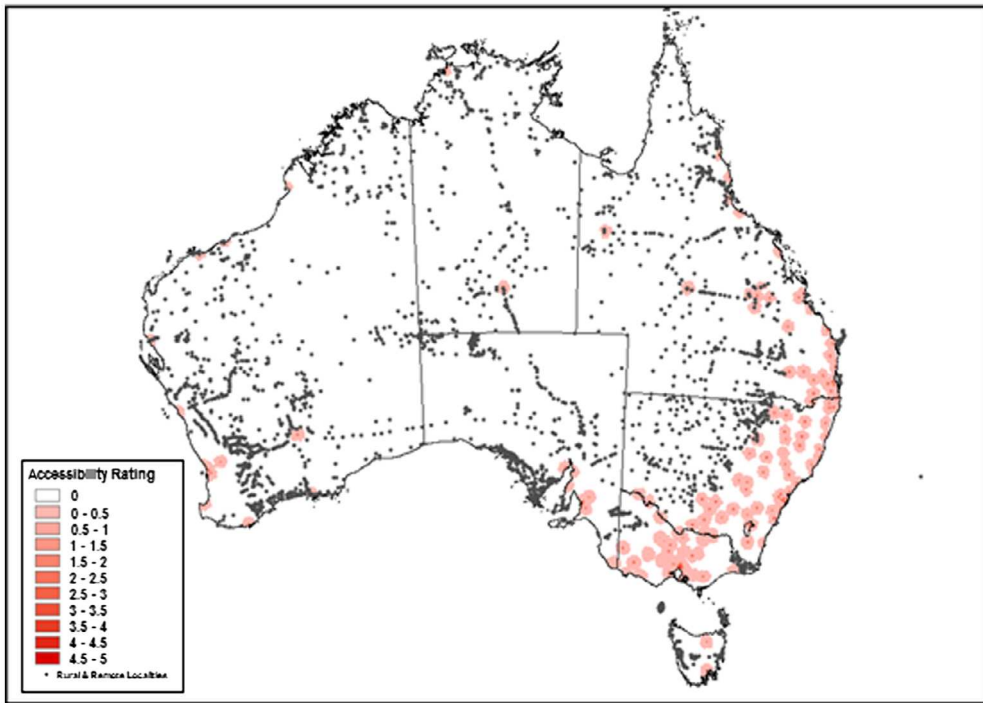 Accessibility Rating
0
0 - 0.5
0.5 - 1
1 - 1.5
1.5 - 2
2 - 2.5
2.5 - 3
3 - 3.5
3.5 - 4
4 - 4.5
4.5 - 5
Rural & Remote Localities